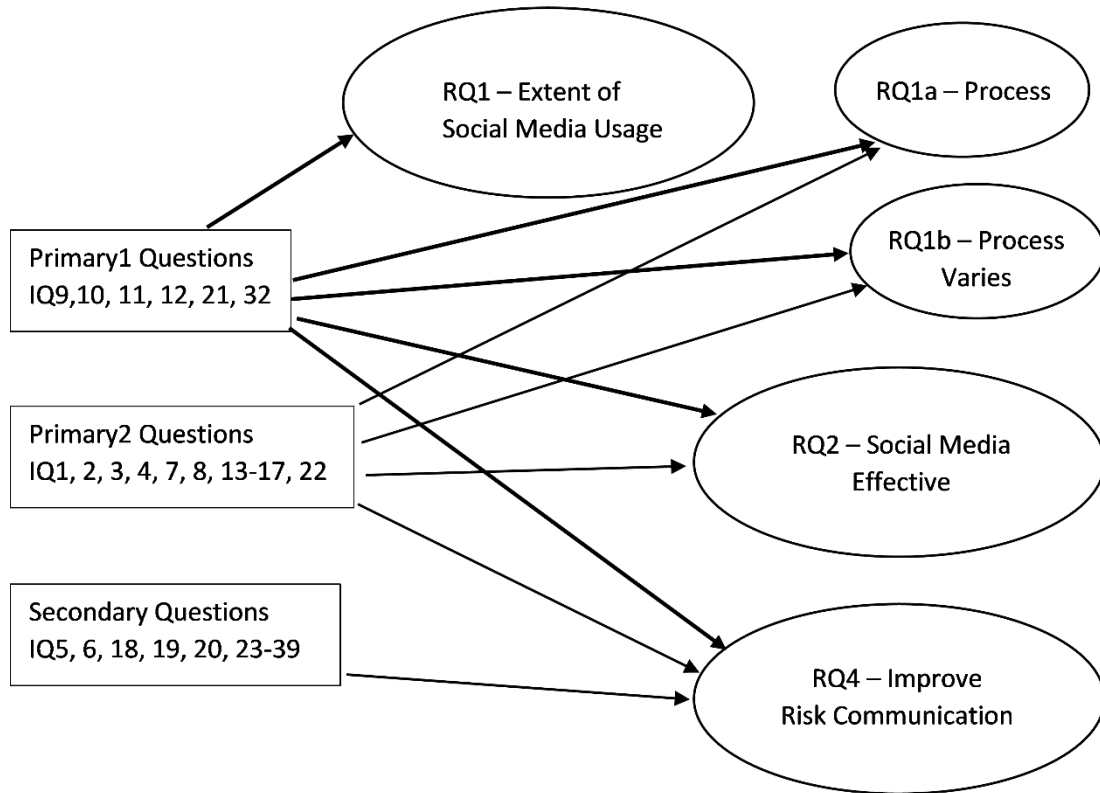 RQ1 – Extent of
Social Media Usage
RQ1a – Process
RQ1b – Process
Varies
Primary1 Questions
IQ9,10, 11, 12, 21, 32
RQ2 – Social Media
Effective
Primary2 Questions
IQ1, 2, 3, 4, 7, 8, 13-17, 22
Secondary Questions
IQ5, 6, 18, 19, 20, 23-39
RQ4 – Improve
Risk Communication